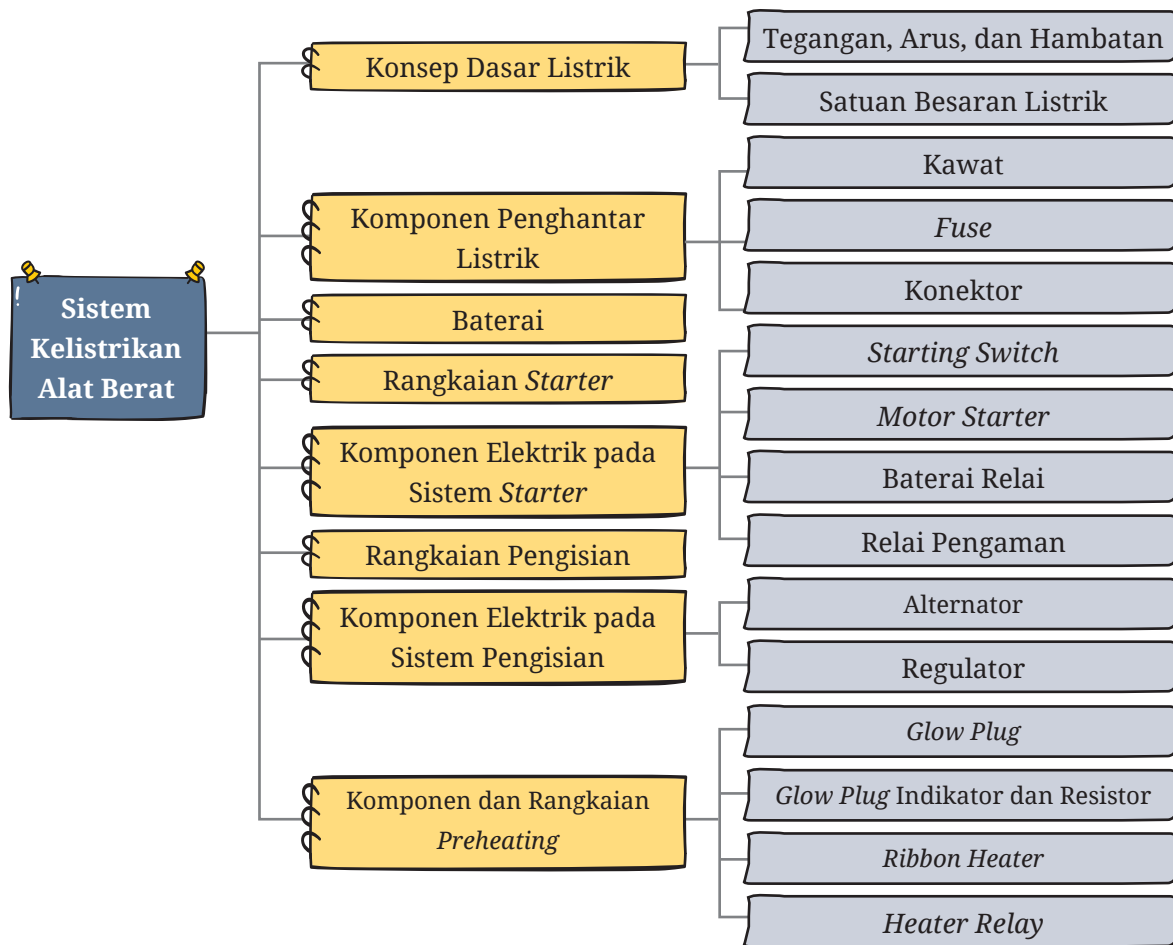 Sistem
Kelistrikan
Alat Berat
!
Konsep Dasar Listrik
Tegangan, Arus, dan Hambatan
Satuan Besaran Listrik
Komponen Penghantar
Listrik
Kawat
Fuse
Konektor
Baterai
Rangkaian Starter
Komponen Elektrik pada
Sistem Starter
Starting Switch
Motor Starter
Baterai Relai
Relai Pengaman
Rangkaian Pengisian
Komponen Elektrik pada
Sistem Pengisian
Alternator
Regulator
Komponen dan Rangkaian
Preheating
Glow Plug
Glow Plug Indikator dan Resistor
Ribbon Heater
Heater Relay